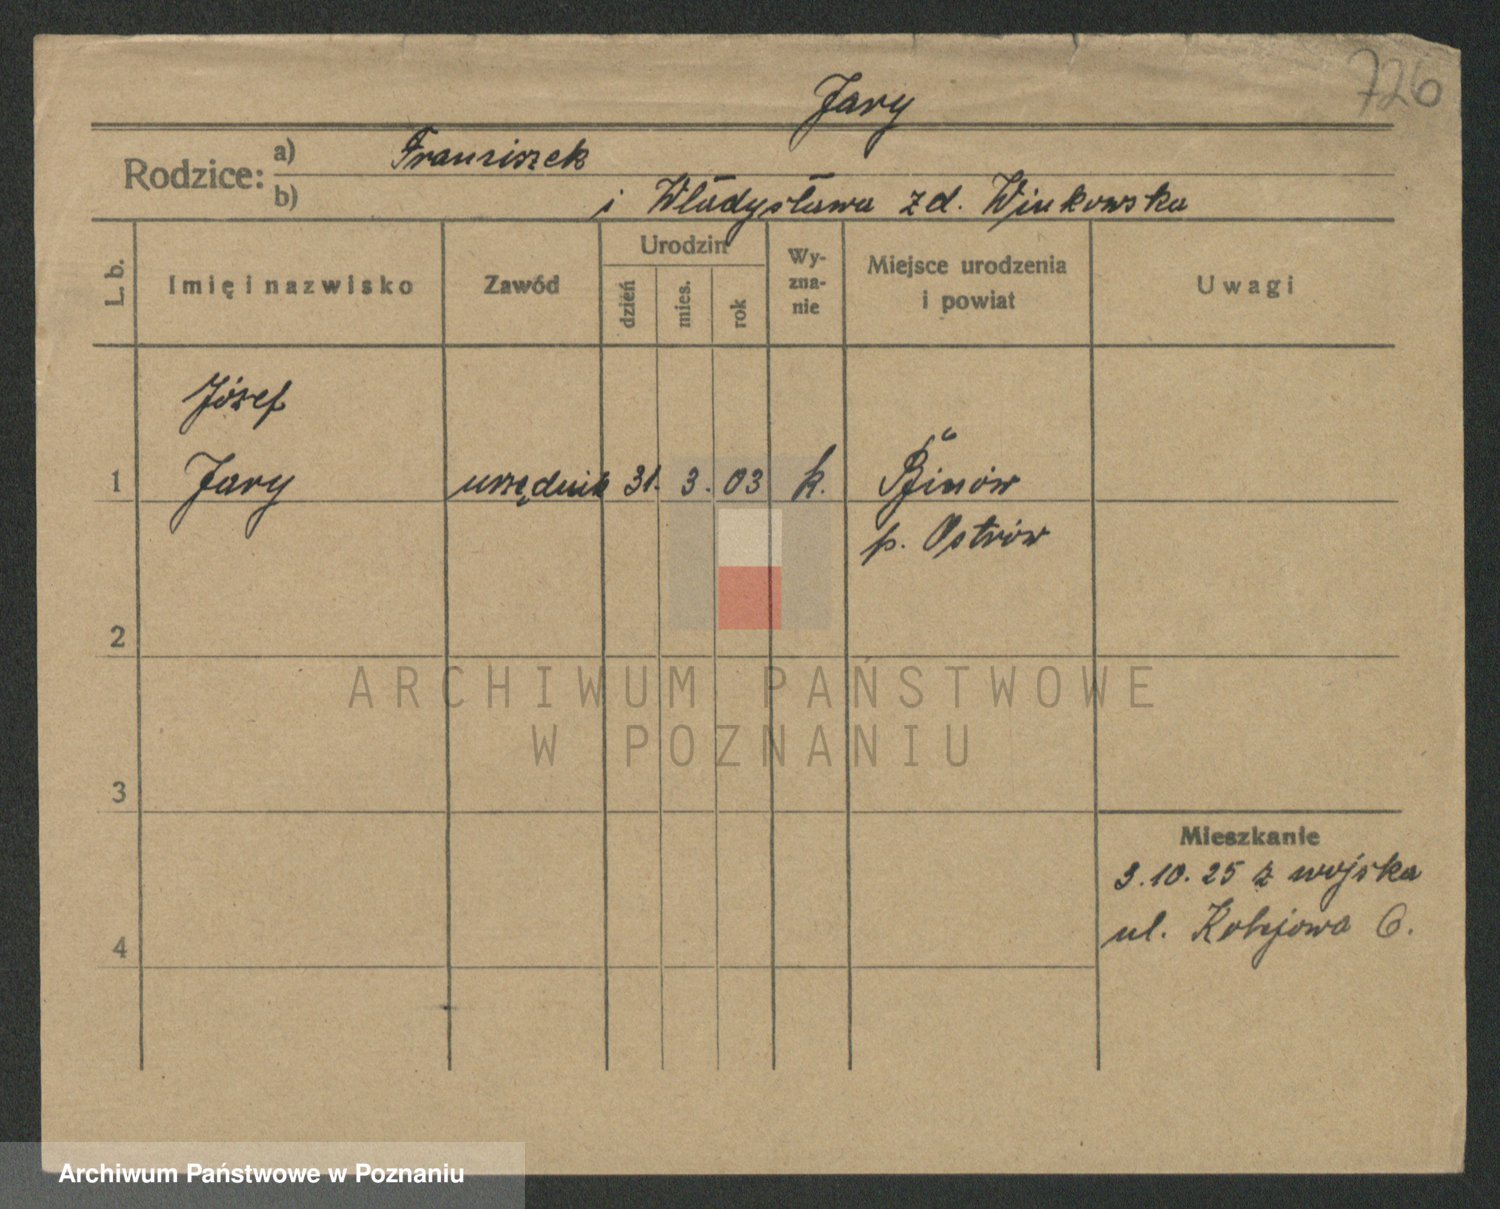 726
Jary
Rodzice: a) Franciszek
b) i Władysława zd. Winkowska
L. b.
Imię i nazwisko
Zawód
Urodzin
dzień
mies.
rok
Wy-
zna-
nie
Miejsce urodzenia
i powiat
Uwagi
Józef
1 Jary urzędnik 31. 3. 03 k.
p. Ostrów
2
3
4
Mieszkanie
3.10.25 z wojska
ul. Kolejowa 6.
ARCHIWUM PAŃSTWOWE
W POZNANIU
Archiwum Państwowe w Poznaniu